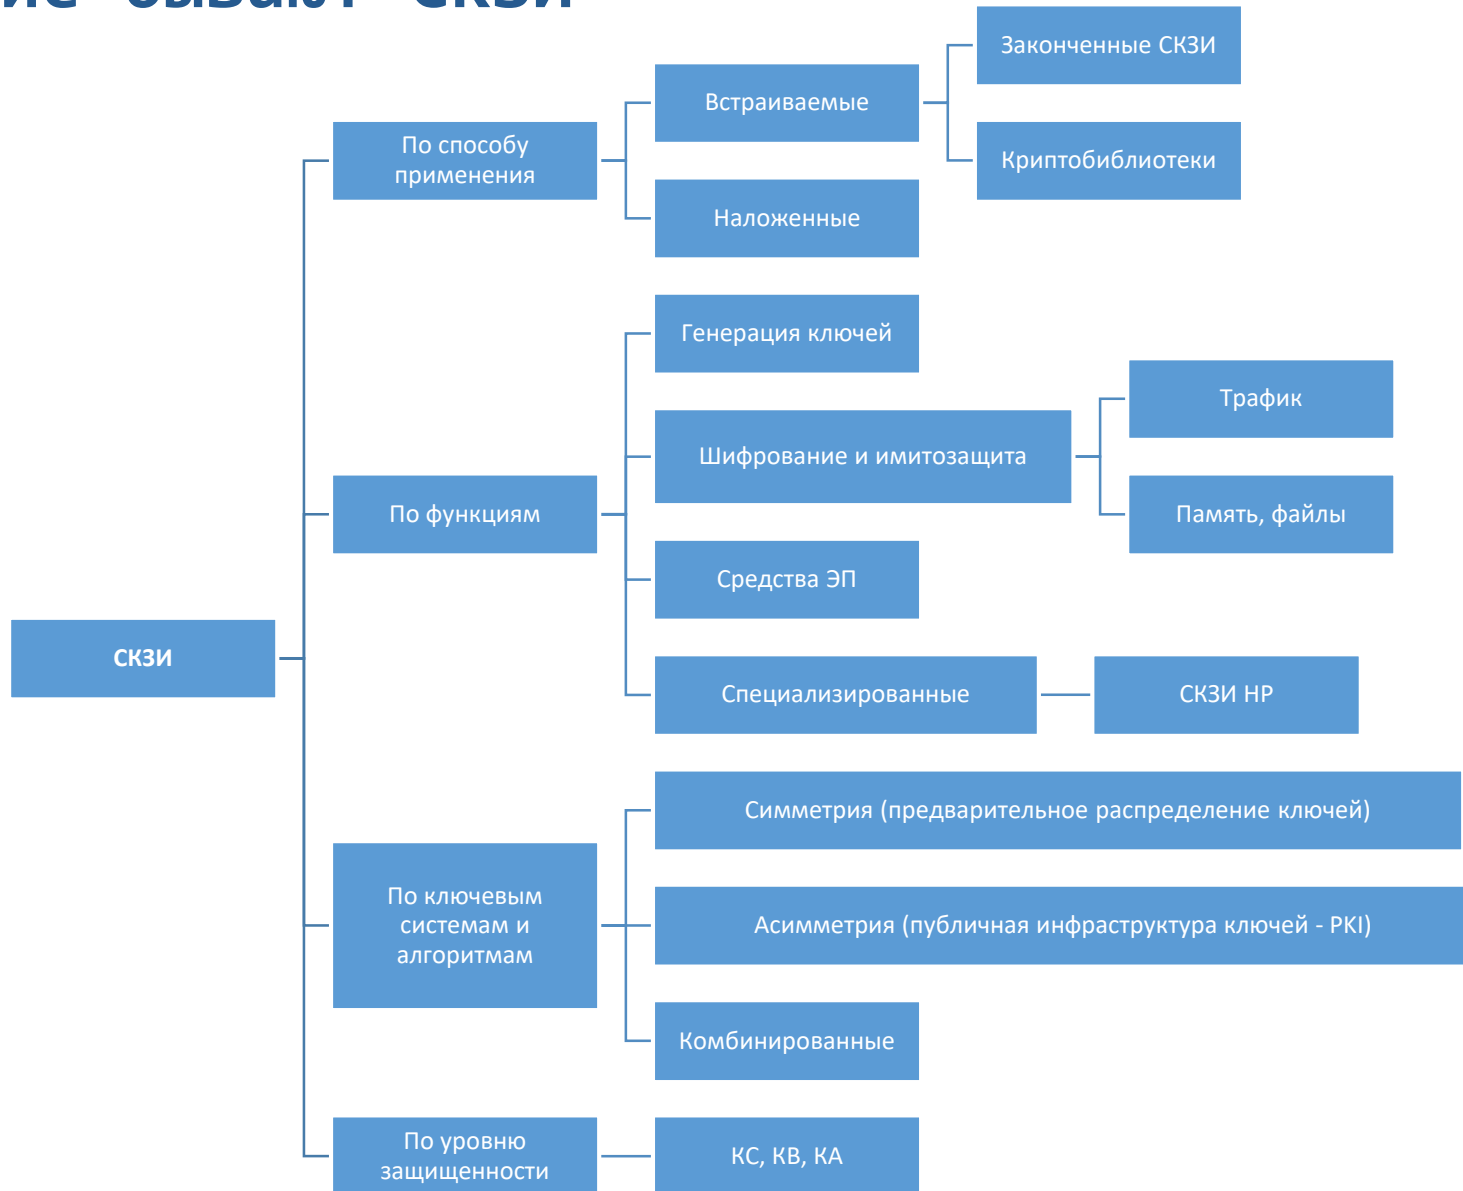 бывают СКЗИ
Законченные СКЗИ
Встраиваемые
По способу
применения
Криптобиблиотеки
Наложенные
Генерация ключей
Трафик
Шифрование и имитозащита
По функциям
Память, файлы
Средства ЭП
СКЗИ
Специализированные
СКЗИ НР
Симметрия (предварительное распределение ключей)
По ключевым
системам и
алгоритмам
Асимметрия (публичная инфраструктура ключей - PKI)
Комбинированные
По уровню
защищенности
КС, КВ, КА